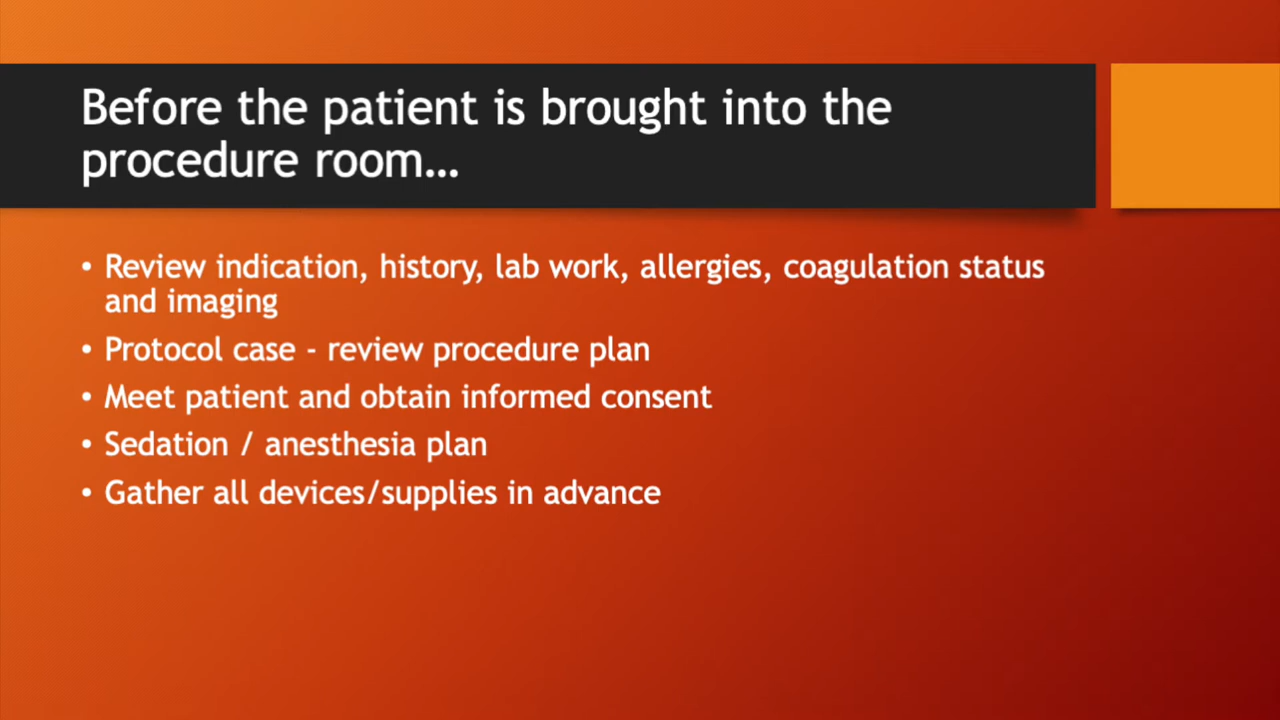 Before the patient is brought into the
procedure room…
• Review indication, history, lab work, allergies, coagulation status
and imaging
• Protocol case - review procedure plan
• Meet patient and obtain informed consent
• Sedation / anesthesia plan
• Gather all devices/supplies in advance